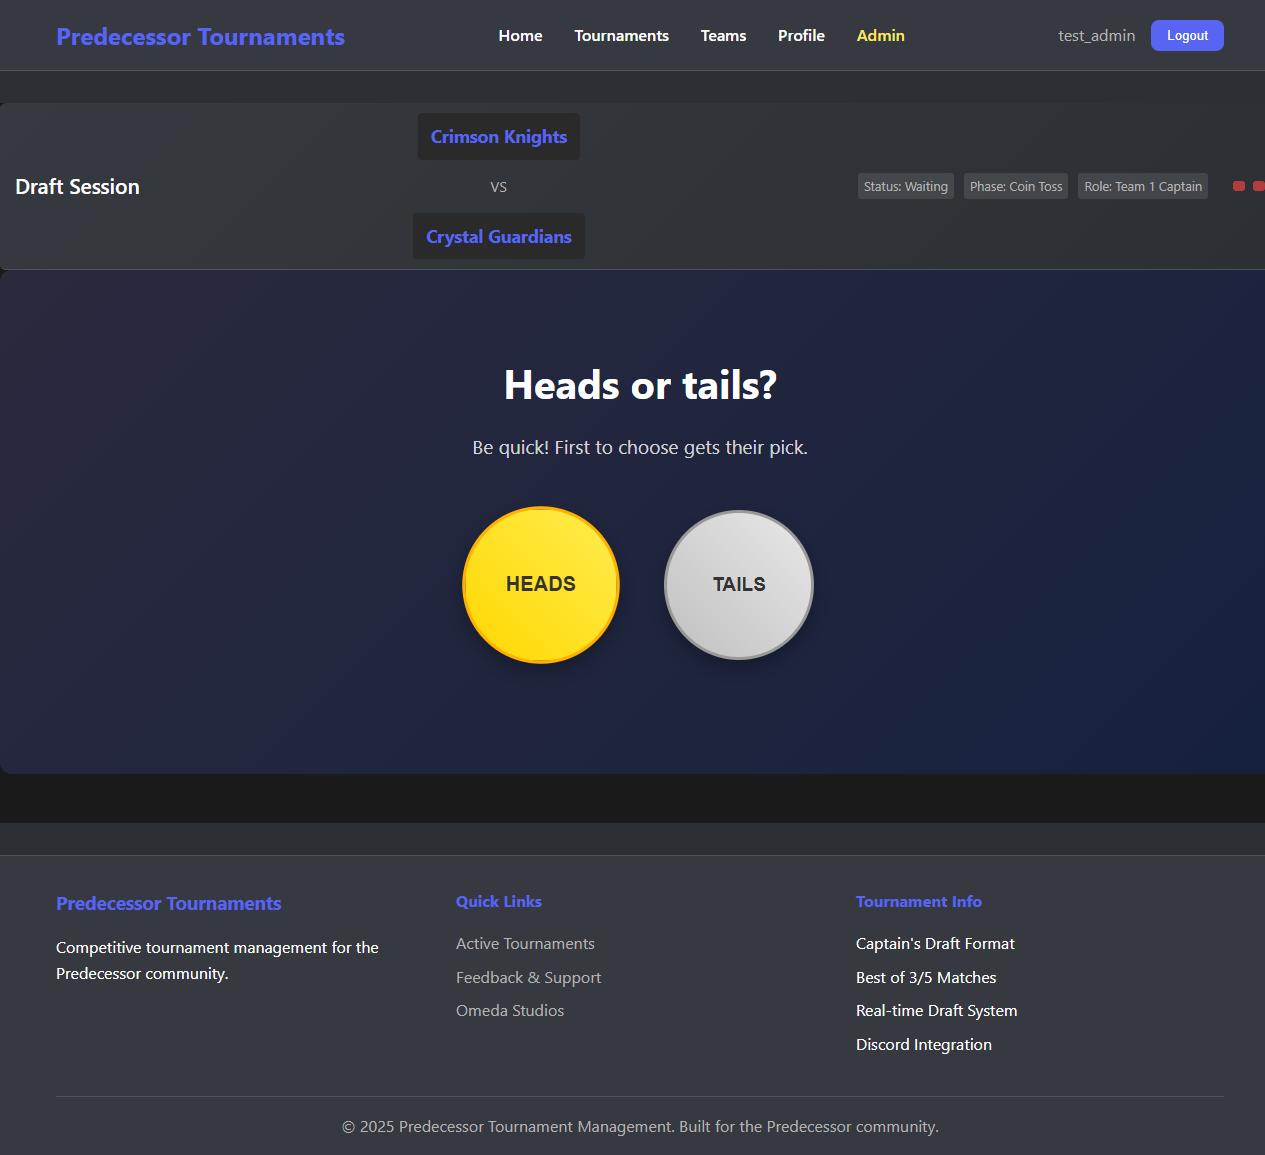 Predecessor Tournaments
Home Tournaments Teams Profile Admin
test_admin Logout
Crimson Knights
Draft Session
VS
Status: Waiting Phase: Coin Toss Role: Team 1 Captain
Crystal Guardians
Heads or tails?
Be quick! First to choose gets their pick.
HEADS
TAILS
Predecessor Tournaments
Competitive tournament management for the
Predecessor community.
Quick Links
Active Tournaments
Feedback & Support
Omeda Studios
Tournament Info
Captain's Draft Format
Best of 3/5 Matches
Real-time Draft System
Discord Integration
© 2025 Predecessor Tournament Management. Built for the Predecessor community.